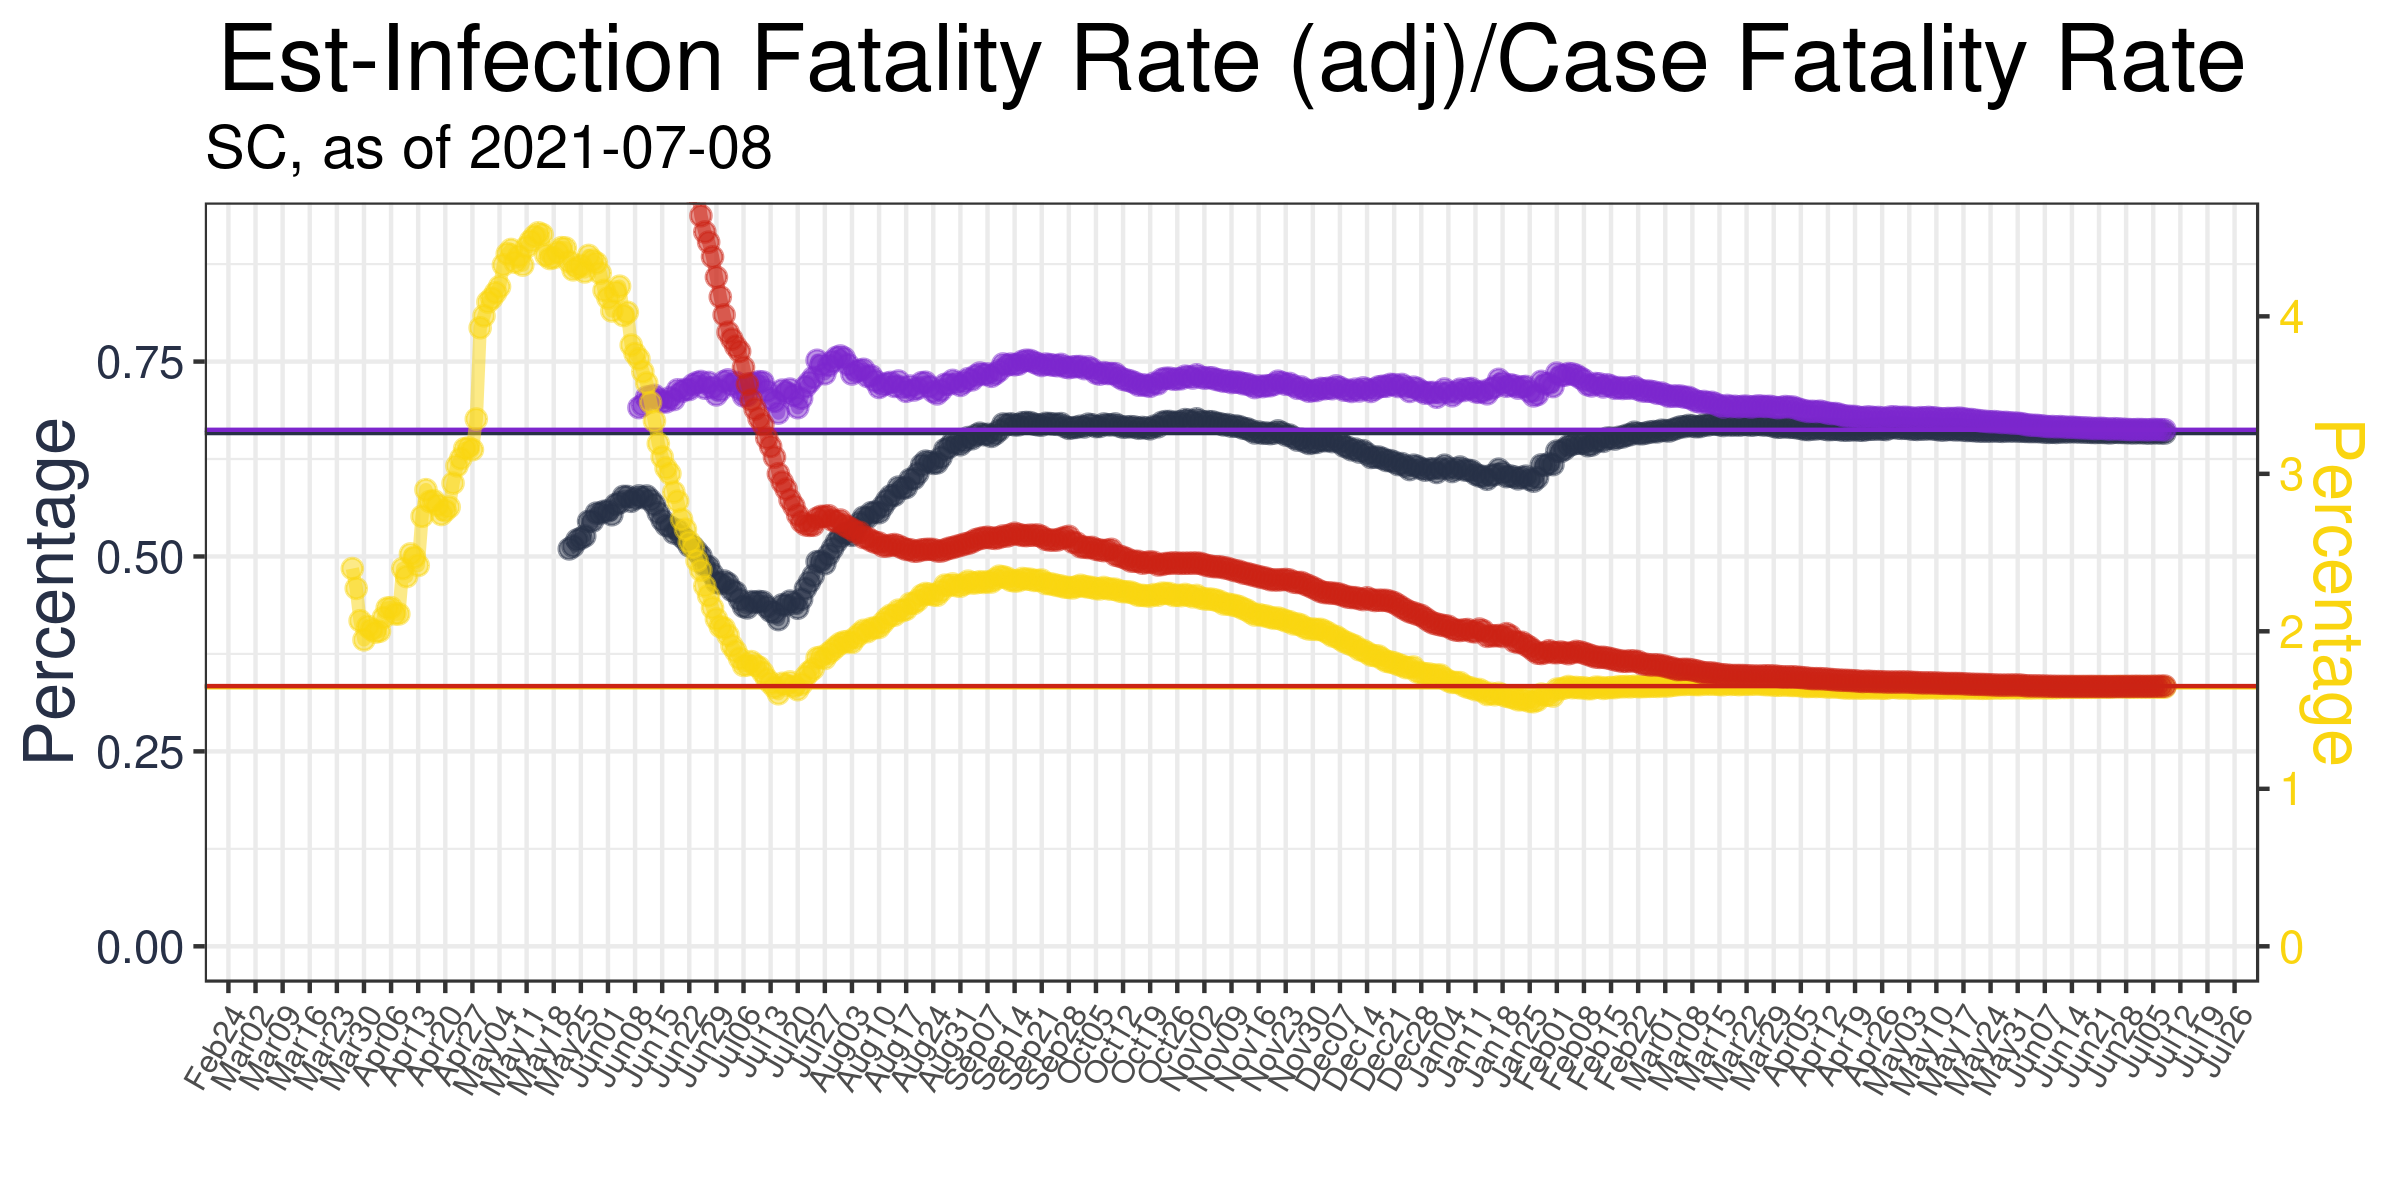 Est-Infection Fatality Rate (adj)/Case Fatality Rate
SC, as of 2021-07-08
Percentage
0.75
0.50
0.25
0.00
4
3
2
1
0
Percentage
Feb24
Mar02
Mar09
Mar16
Mar23
Mar30
Apr06
Apr13
Apr20
Apr27
May04
May11
May18
May25
Jun01
Jun08
Jun15
Jun22
Jun29
Jul06
Jul13
Jul20
Jul27
Aug03
Aug10
Aug17
Aug24
Aug31
Sep07
Sep14
Sep21
Sep28
Oct05
Oct12
Oct19
Oct26
Nov02
Nov09
Nov16
Nov23
Nov30
Dec07
Dec14
Dec21
Dec28
Jan04
Jan11
Jan18
Jan25
Feb01
Feb08
Feb15
Feb22
Mar01
Mar08
Mar15
Mar22
Mar29
Apr05
Apr12
Apr19
Apr26
May03
May10
May17
May24
May31
Jun07
Jun14
Jun21
Jun28
Jul05
Jul12
Jul19
Jul26